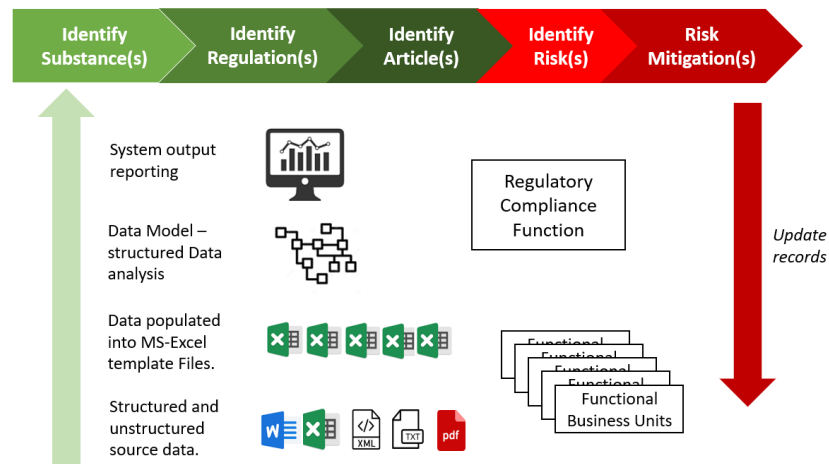 Identify
Substance(s)
Identify
Regulation(s)
Identify
Article(s)
Identify
Risk(s)
Risk
Mitigation(s)
System output
reporting
Regulatory
Compliance
Function
Data Model –
structured Data
analysis
Update
records
Data populated
into MS-Excel
template Files.
X
X
X
X
X
Functional
Functional
Functional
Functional
Functional
Business Units
Structured and
unstructured
source data.
W
X
</>
XML
TXT
pdf